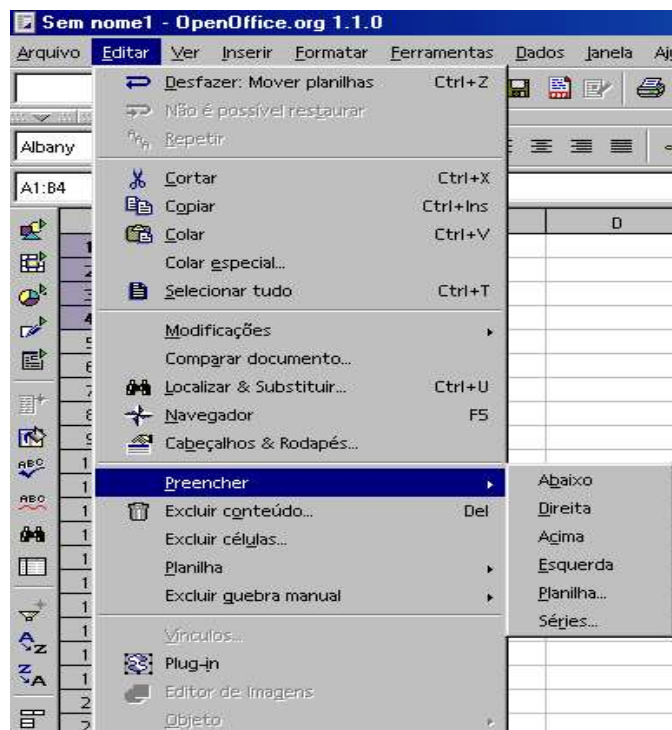 Sem nome1 - OpenOffice.org 1.1.0
Arquivo Editar Ver Inserir Formatar Ferramentas Dados Janela
Desfazer: Mover planilhas Ctrl+Z
Não é possível restaurar
Repetir
Albany
Cortar Ctrl+X
A1:B4
Copiar Ctrl+Ins
Colar Ctrl+V
D
Colar especial...
Selecionar tudo Ctrl+T
Modificações
Comparar documento...
Localizar & Substituir... Ctrl+U
Navegador F5
Cabeçalhos & Rodapés...
Preencher
Abaixo
Direita
Acima
Esquerda
Planilha...
Séries...
Excluir conteúdo... Del
Excluir células...
Planilha
Excluir quebra manual
Vínculos...
Plug-in
Editor de Imagens
Objeto